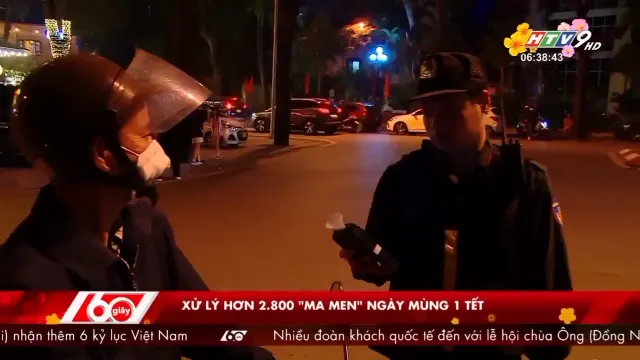 HTV9 HD
06:38:43
XỬ LÝ HƠN 2.800 "MA MEN" NGÀY MÙNG 1 TẾT
60 giây
i) nhận thêm 6 kỷ lục Việt Nam 60 Nhiều đoàn khách quốc tế đến với lễ hội chùa Ông (Đồng N